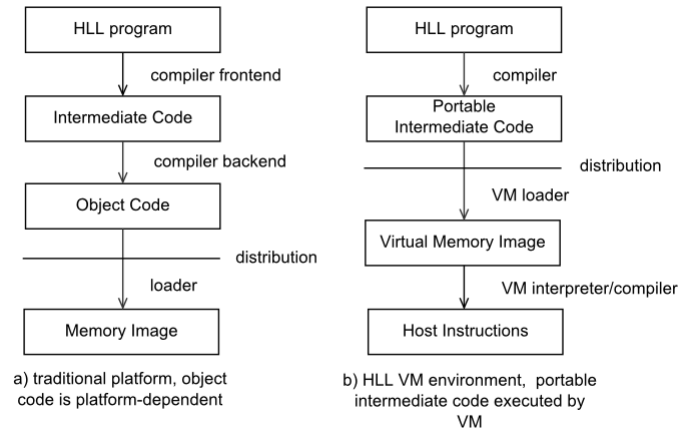 HLL program
compiler frontend
Intermediate Code
compiler backend
Object Code
distribution
loader
Memory Image
a) traditional platform, object
code is platform-dependent
HLL program
compiler
Portable
Intermediate Code
distribution
VM loader
Virtual Memory Image
VM interpreter/compiler
Host Instructions
b) HLL VM environment, portable
intermediate code executed by
VM